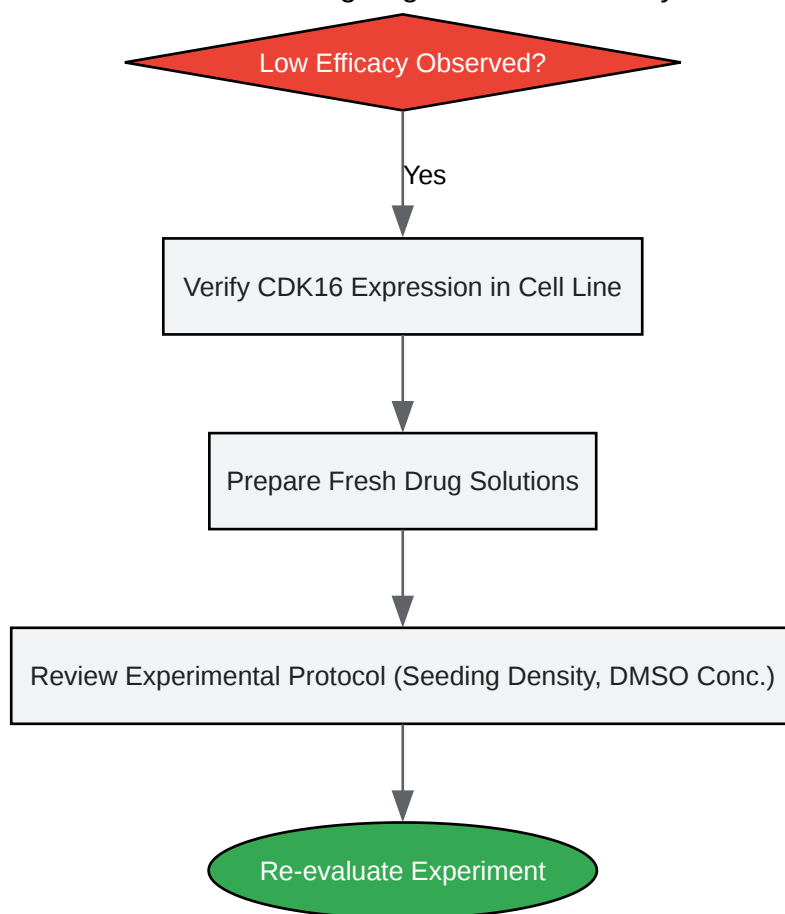 Low Efficacy Observed?
Yes
Verify CDK16 Expression in Cell Line
Prepare Fresh Drug Solutions
Review Experimental Protocol (Seeding Density, DMSO Conc.)
Re-evaluate Experiment